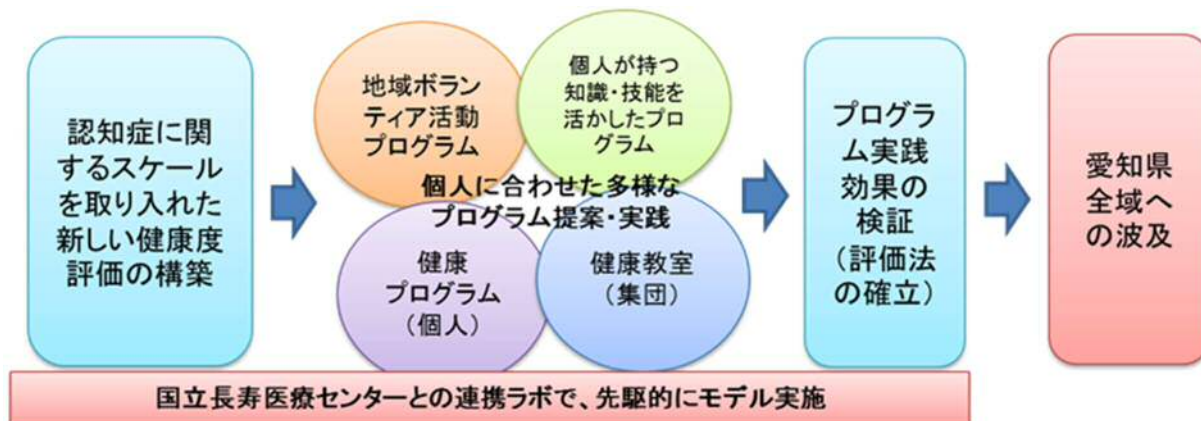 認知症に関
するスケール
を取り入れた
新しい健康度
評価の構築
地域ボラン
ティア活動
プログラム
個人が持つ
知識・技能を
活かしたプロ
グラム
個人に合わせた多様な
プログラム提案・実践
健康
プログラム
（個人）
健康教室
（集団）
プログラ
ム実践
効果の
検証
（評価法
の確立）
愛知県
全域へ
の波及
国立長寿医療センターとの連携ラボで、先駆的にモデル実施